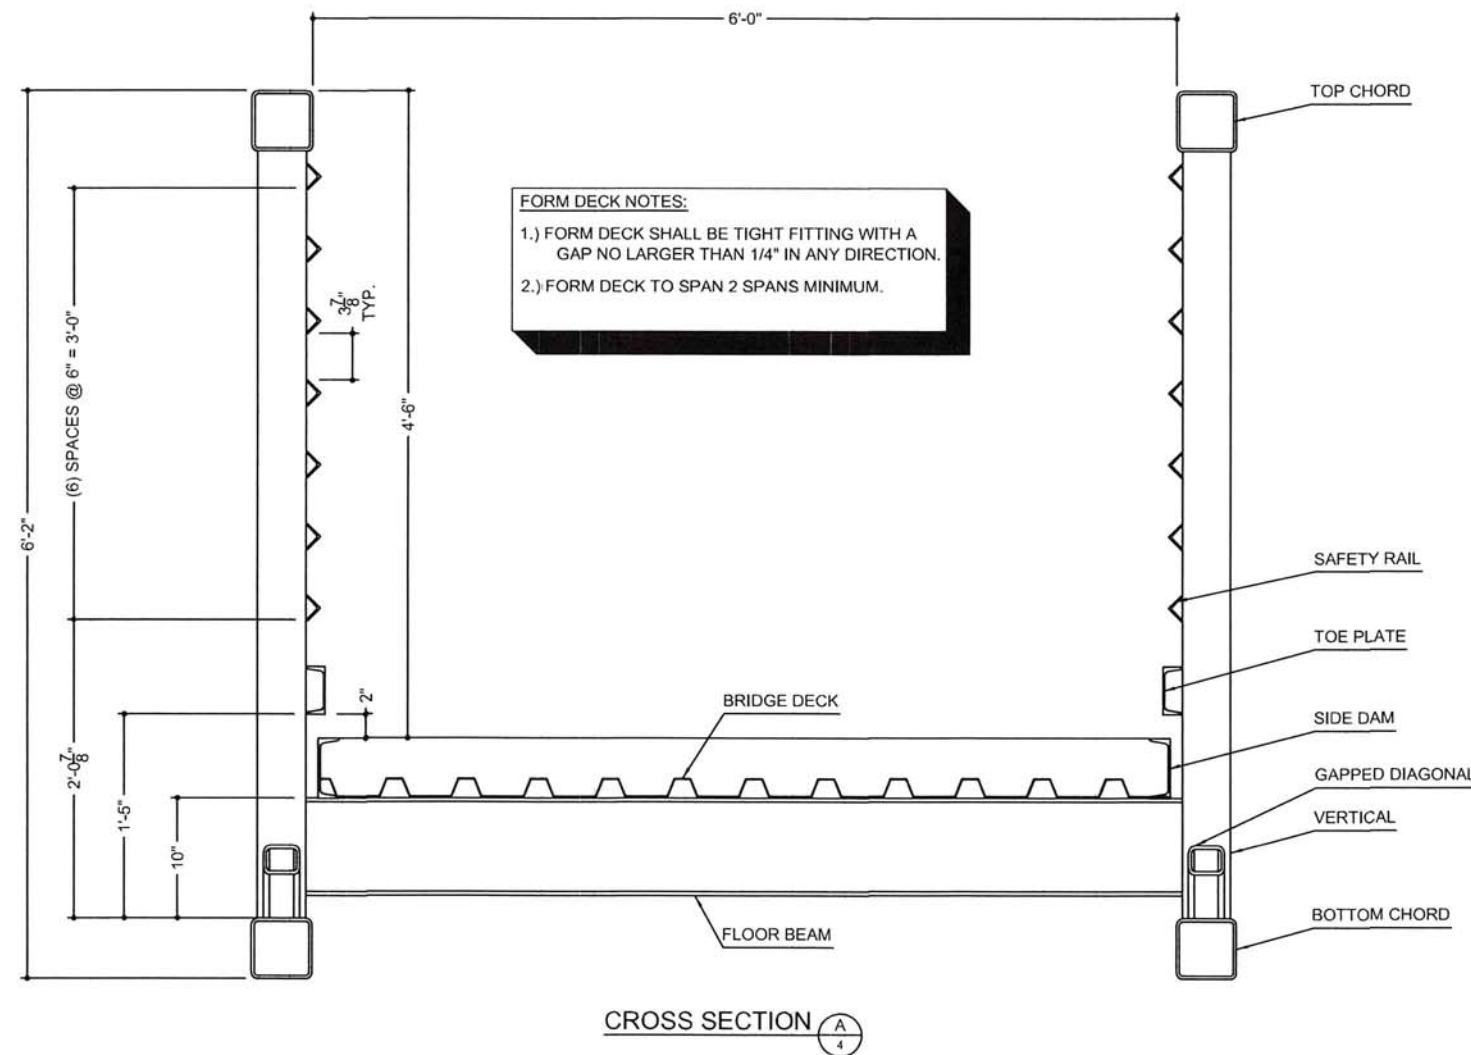 6'-0"
TOP CHORD
FORM DECK NOTES:
1.) FORM DECK SHALL BE TIGHT FITTING WITH A
GAP NO LARGER THAN 1/4" IN ANY DIRECTION.
2.) FORM DECK TO SPAN 2 SPANS MINIMUM.
3 7/8"
TYP.
(6) SPACES @ 6" = 3'-0"
4'-6"
6'-2"
SAFETY RAIL
TOE PLATE
2"
BRIDGE DECK
SIDE DAM
2'-0 7/8"
1'-5"
GAPPED DIAGONAL
VERTICAL
10"
BOTTOM CHORD
FLOOR BEAM
CROSS SECTION A
4